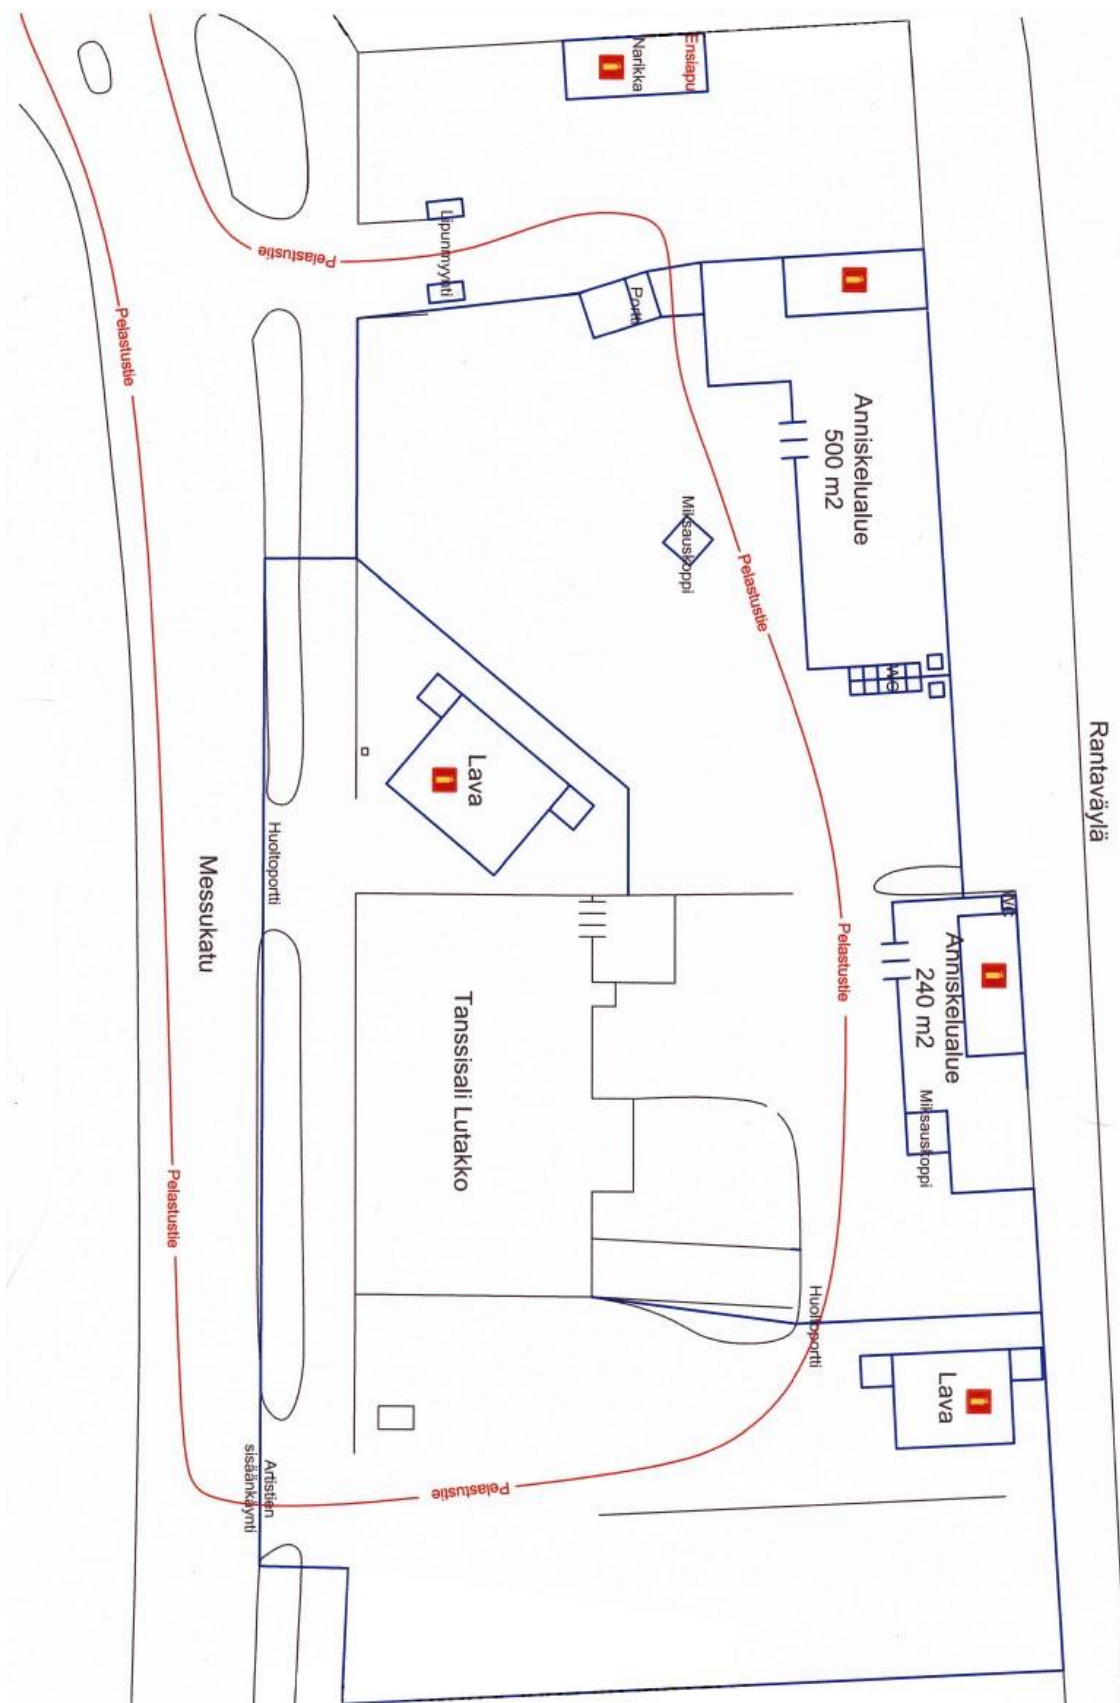 Ensiapu
Narikka
Lipunmyynti
Pelastustie
Portti
Pelastustie
Anniskelualue
500 m2
Miksauskoppi
Pelastustie
WC
Rantaväylä
Lava
Huoltoportti
Messukatu
WC
Pelastustie
Anniskelualue
240 m2
Tanssisali Lutakko
Miksauskoppi
Pelastustie
Huoltoportti
Lava
Artistien
sisäänkäynti
Pelastustie